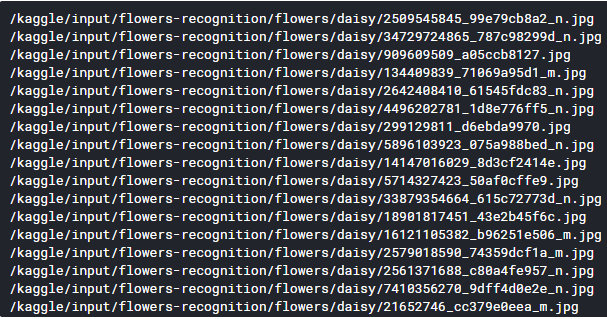 /kaggle/input/flowers-recognition/flowers/daisy/2509545845_99e79cb8a2_n.jpg
/kaggle/input/flowers-recognition/flowers/daisy/34729724865_787c98299d_n.jpg
/kaggle/input/flowers-recognition/flowers/daisy/909609509_a05ccb8127.jpg
/kaggle/input/flowers-recognition/flowers/daisy/134409839_71069a95d1_m.jpg
/kaggle/input/flowers-recognition/flowers/daisy/2642408410_61545fdc83_n.jpg
/kaggle/input/flowers-recognition/flowers/daisy/4496202781_1d8e776ff5_n.jpg
/kaggle/input/flowers-recognition/flowers/daisy/299129811_d6ebda9970.jpg
/kaggle/input/flowers-recognition/flowers/daisy/5896103923_075a988bed_n.jpg
/kaggle/input/flowers-recognition/flowers/daisy/14147016029_8d3cf2414e.jpg
/kaggle/input/flowers-recognition/flowers/daisy/5714327423_50af0cffe9.jpg
/kaggle/input/flowers-recognition/flowers/daisy/33879354664_615c72773d_n.jpg
/kaggle/input/flowers-recognition/flowers/daisy/18901817451_43e2b45f6c.jpg
/kaggle/input/flowers-recognition/flowers/daisy/16121105382_b96251e506_m.jpg
/kaggle/input/flowers-recognition/flowers/daisy/2579018590_74359dcf1a_m.jpg
/kaggle/input/flowers-recognition/flowers/daisy/2561371688_c80a4fe957_n.jpg
/kaggle/input/flowers-recognition/flowers/daisy/7410356270_9dff4d0e2e_n.jpg
/kaggle/input/flowers-recognition/flowers/daisy/21652746_cc379e0eea_m.jpg